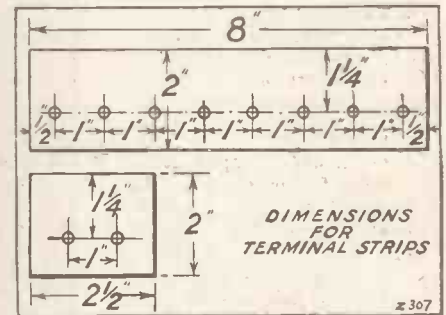 8"
2"
1¼"
½"
1" 1" 1" 1" 1" 1" 1"
½"
1¼"
1"
2"
2½"
DIMENSIONS
FOR
TERMINAL STRIPS
Z307